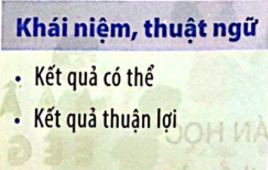 Khái niệm, thuật ngữ
• Kết quả có thể
• Kết quả thuận lợi